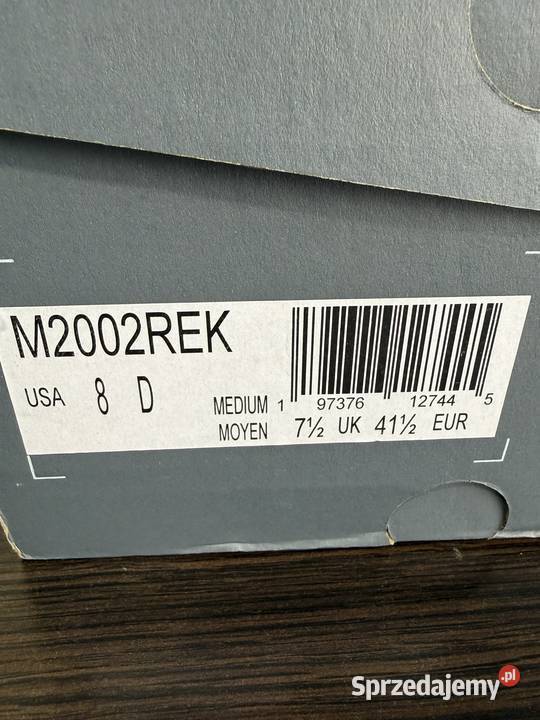 M2002REK
USA 8 D
MEDIUM
MOYEN
1 97376 12744 5
7½ UK 41½ EUR
Sprzedajemy.pl